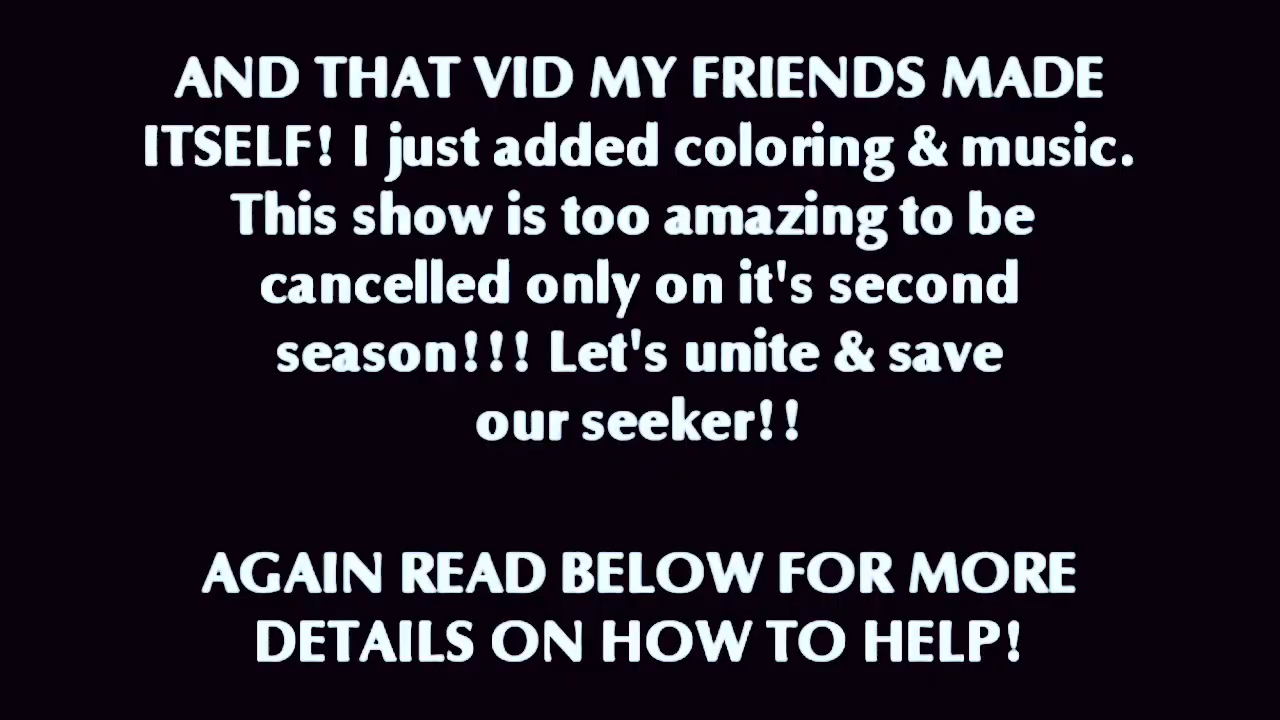 AND THAT VID MY FRIENDS MADE
ITSELF! I just added coloring & music.
This show is too amazing to be
cancelled only on it's second
season!!! Let's unite & save
our seeker!!
AGAIN READ BELOW FOR MORE
DETAILS ON HOW TO HELP!